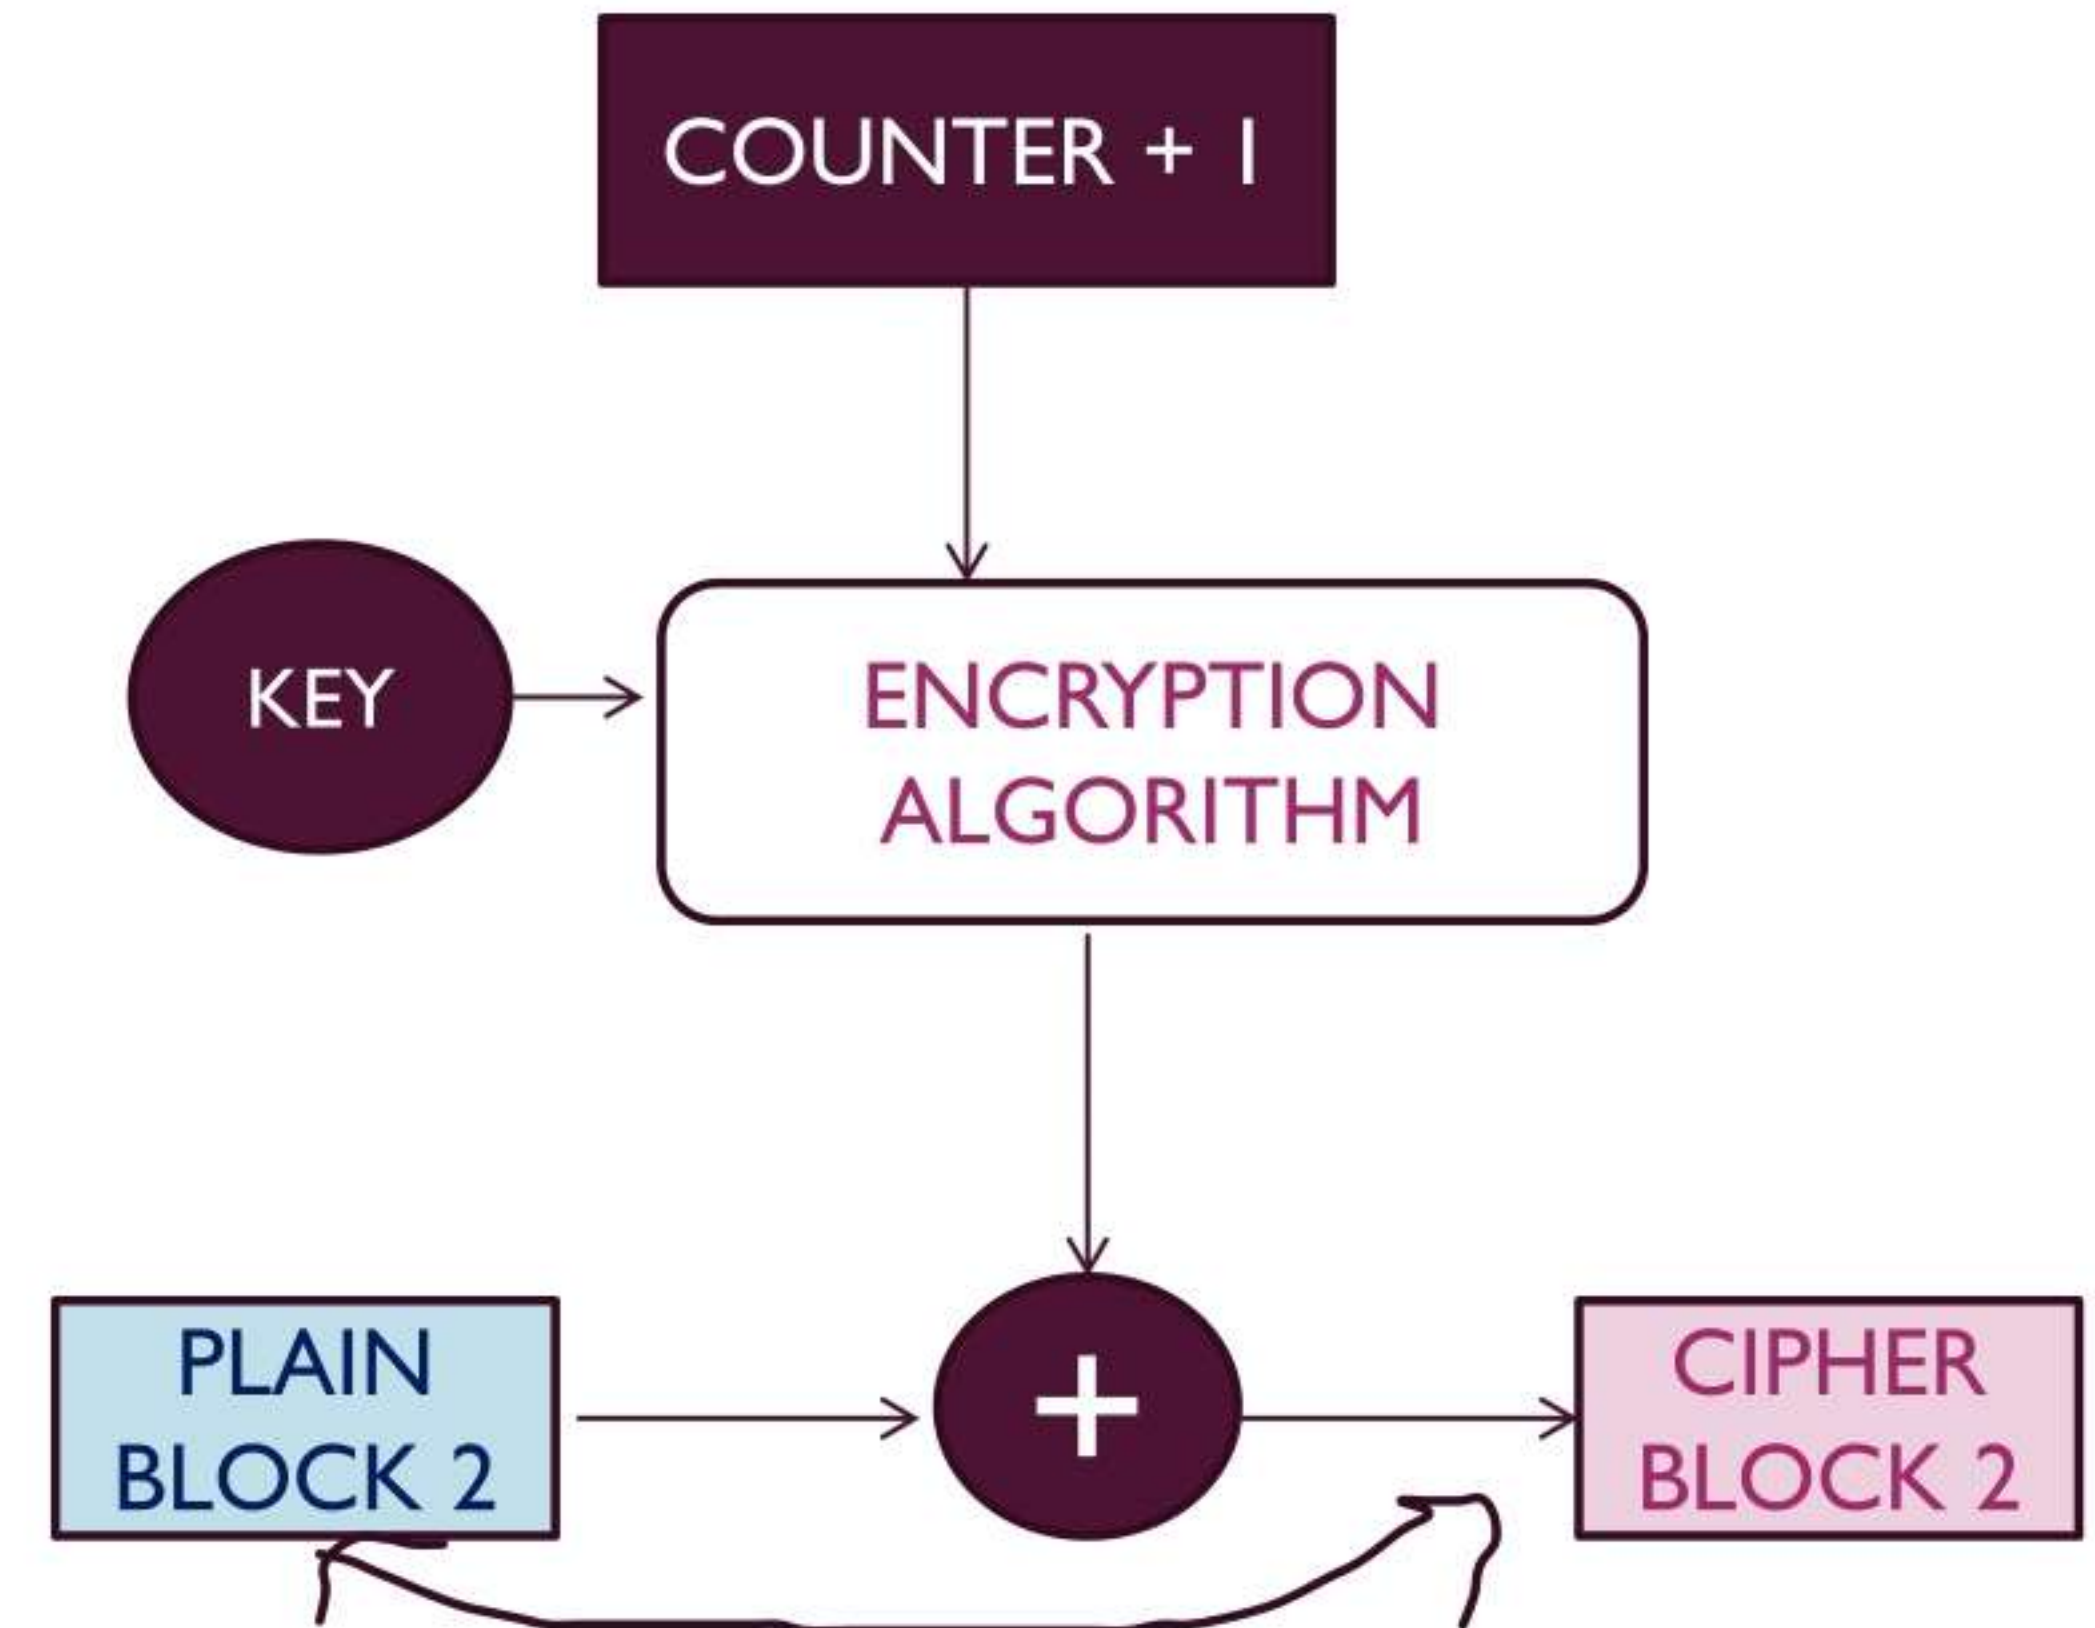 COUNTER + 1
KEY
ENCRYPTION
ALGORITHM
+
PLAIN
BLOCK 2
CIPHER
BLOCK 2